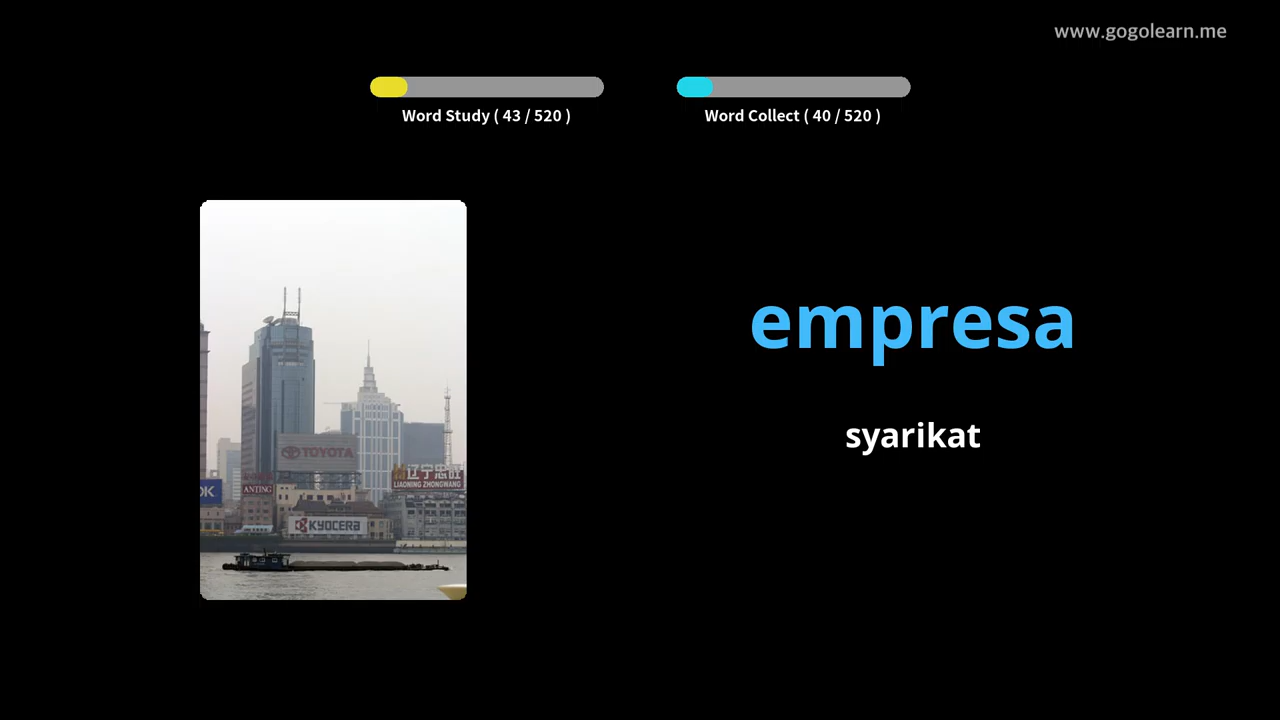 www.gogolearn.me
Word Study ( 43 / 520 )
Word Collect ( 40 / 520 )
empresa
syarikat
TOYOTA
辽宁忠旺
LIAONING ZHONGWANG
OK
ANTING
KYOCERA